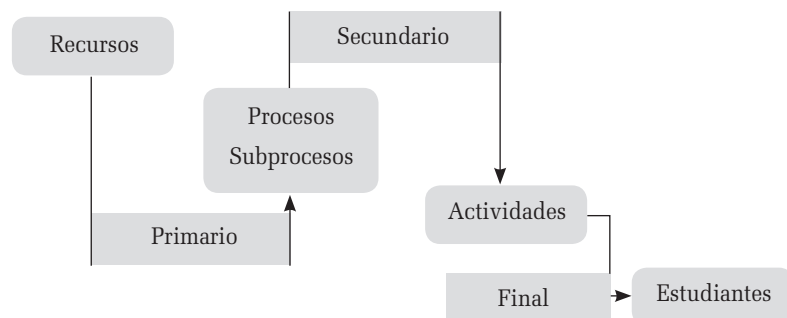 Recursos
Secundario
Procesos
Subprocesos
Primario
Actividades
Final
Estudiantes